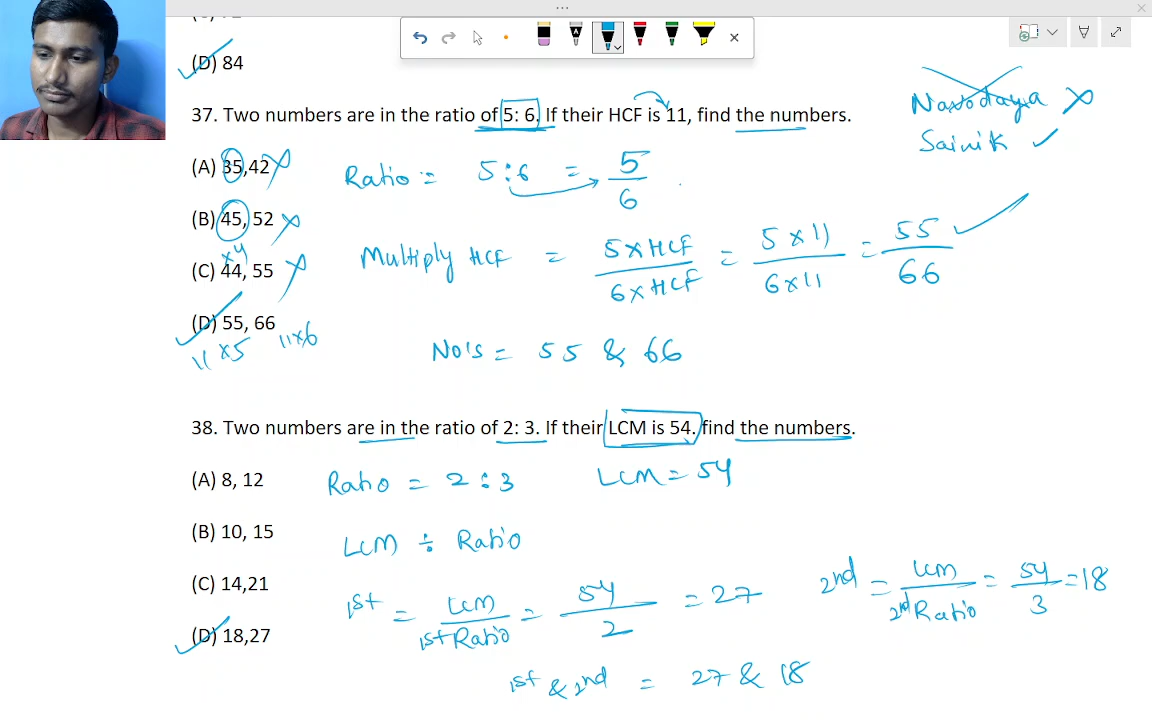 (D) 84
37. Two numbers are in the ratio of 5: 6. If their HCF is 11, find the numbers.
Navodaya ×
Sainik ✓
(A) 35,42 ×
Ratio = 5:6 = 5/6
(B) 45, 52 ×
×4
Multiply HCF = 5×HCF/6×HCF = 5×11/6×11 = 55/66 ✓
(C) 44, 55 ×
(D) 55, 66
11×5 11×6
No's = 55 & 66
38. Two numbers are in the ratio of 2: 3. If their LCM is 54. find the numbers.
(A) 8, 12
Ratio = 2:3 LCM = 54
(B) 10, 15
LCM ÷ Ratio
(C) 14,21
1st = LCM/1st Ratio = 54/2 = 27
2nd = LCM/2nd Ratio = 54/3 = 18
(D) 18,27
1st & 2nd = 27 & 18